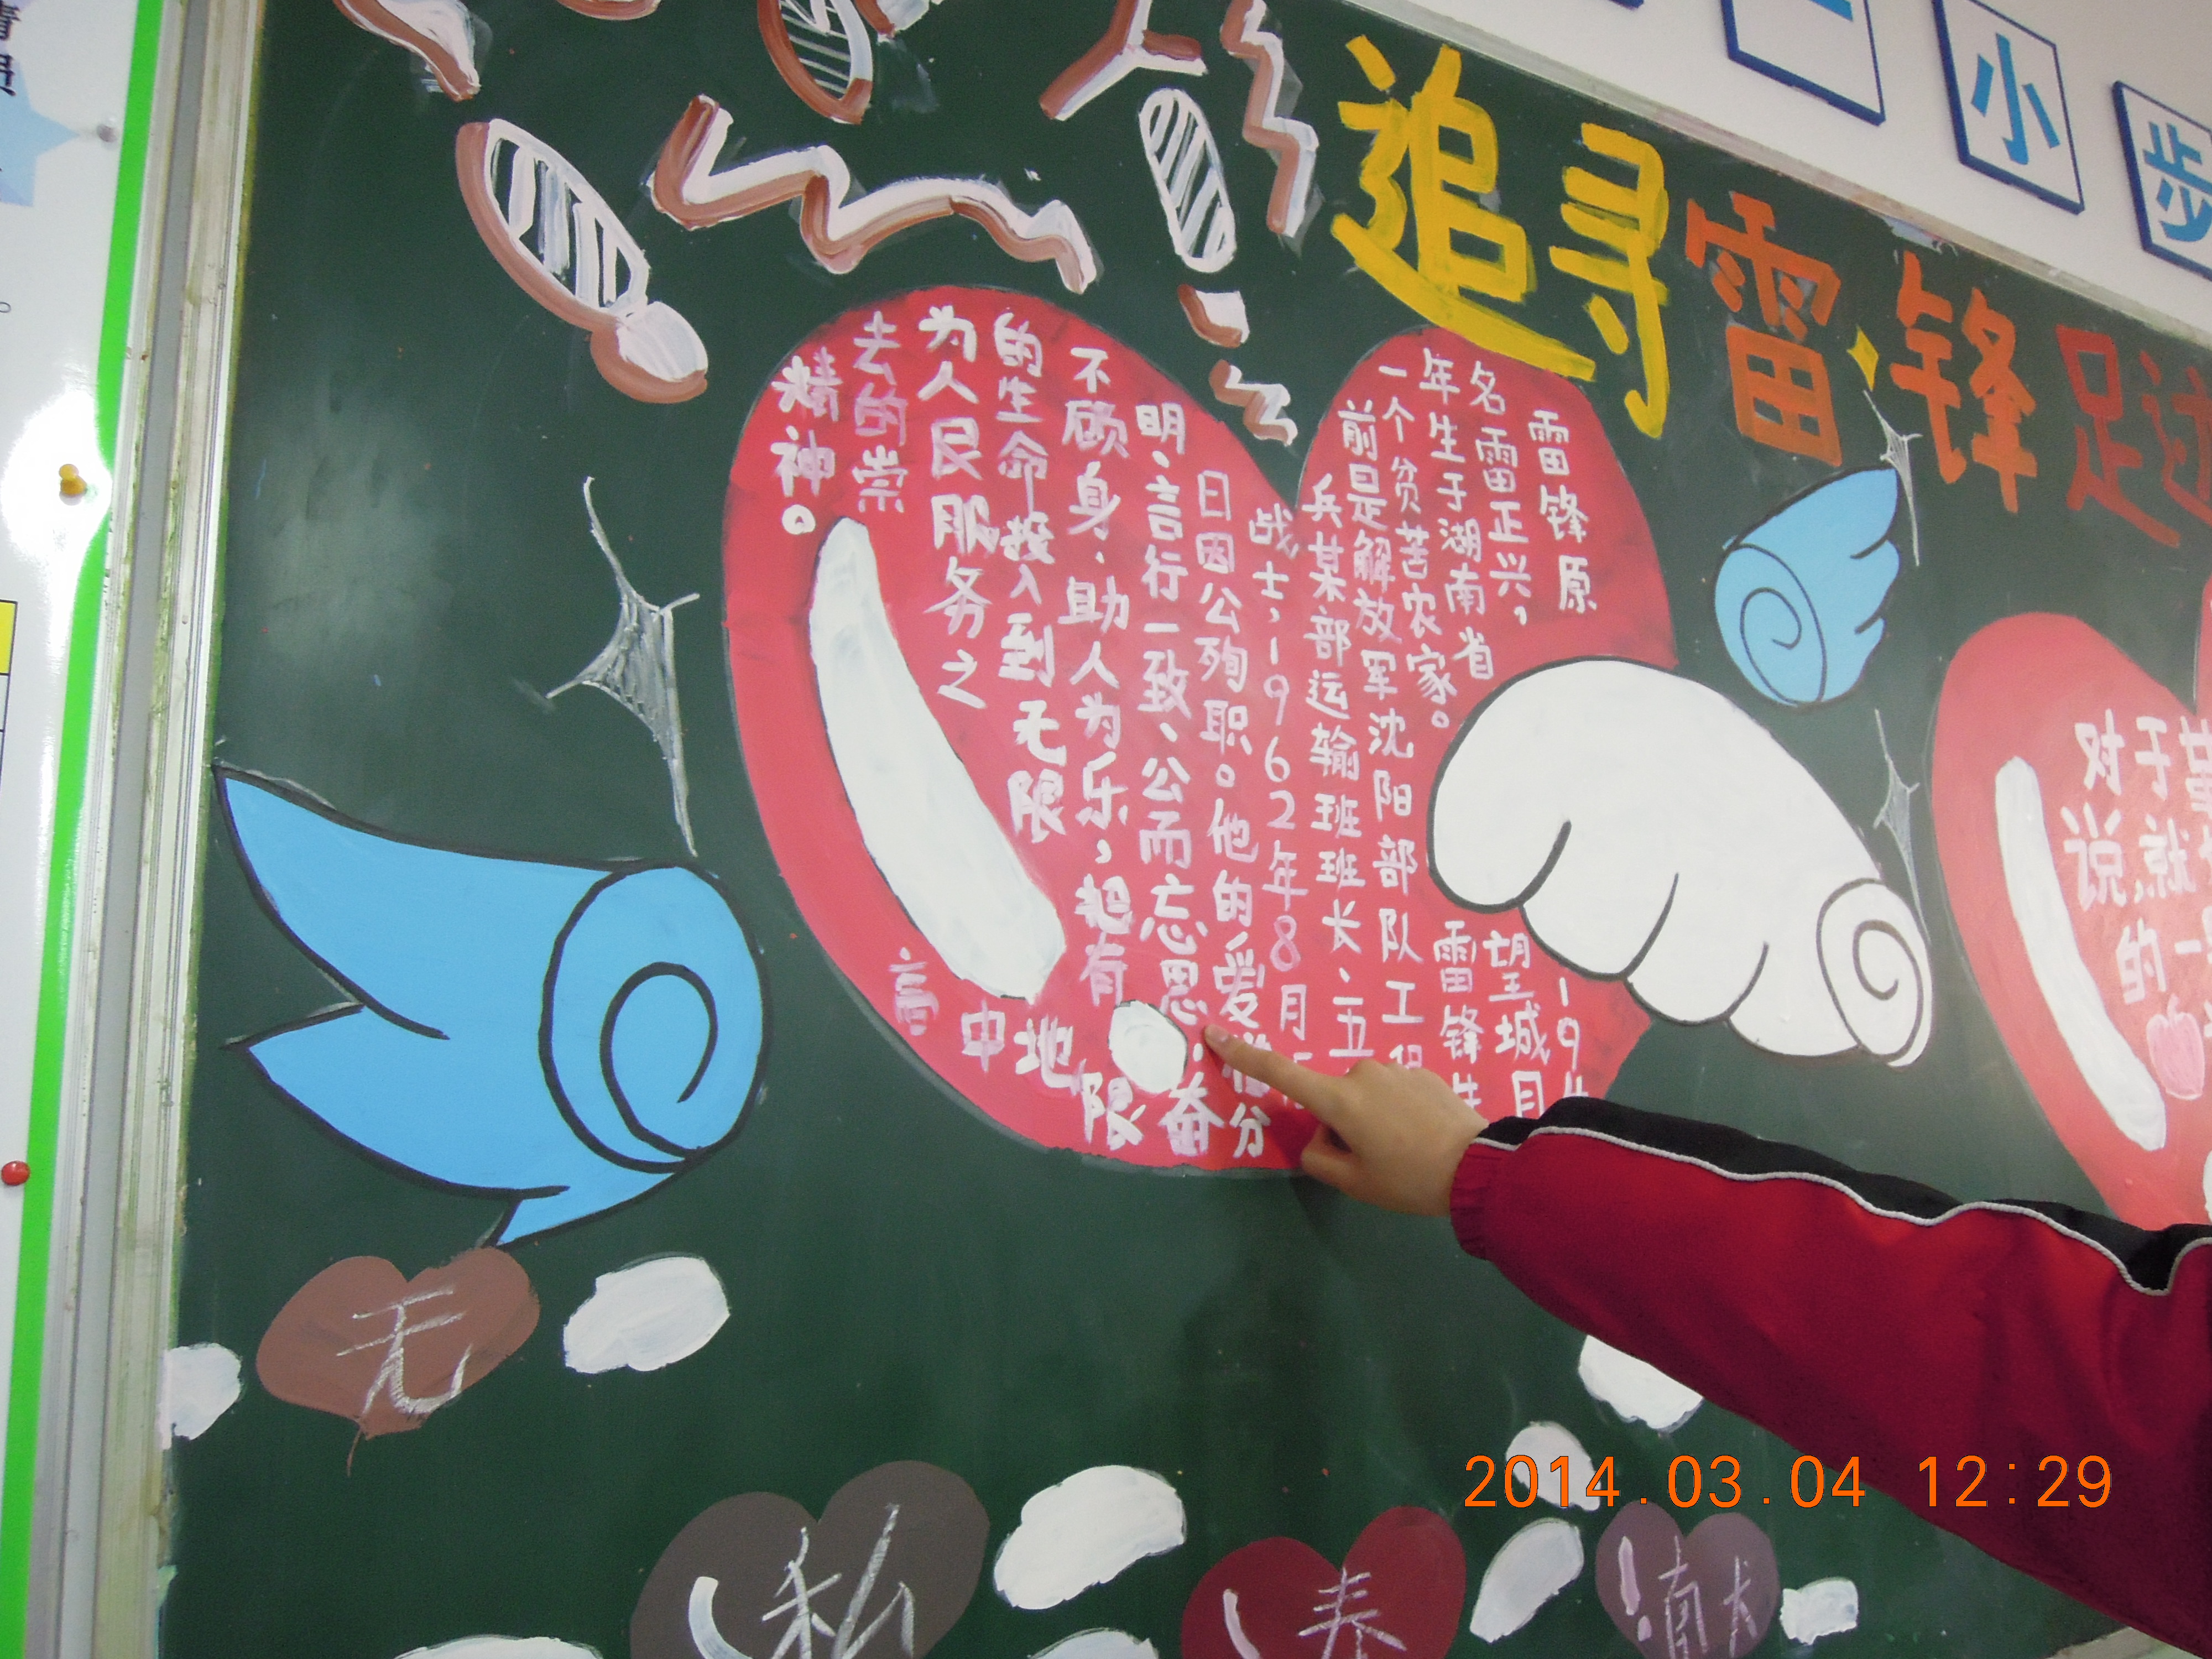 小
步
追寻雷锋足迹
雷锋原
名雷正兴，
望城
年生于湖南省
一个贫苦农家。
雷锋生
前是解放军沈阳部队工
兵某部运输班班长、五
战士，1962年8月
日因公殉职。他的爱憎分
明、言行一致、公而忘思、奋
不顾身、助人为乐，把有限
的生命投入到无限
地
为人民服务之
中
去的崇
高
精神。
对于
说，就
的一
无
私
奉
献
2014.03.04 12:29